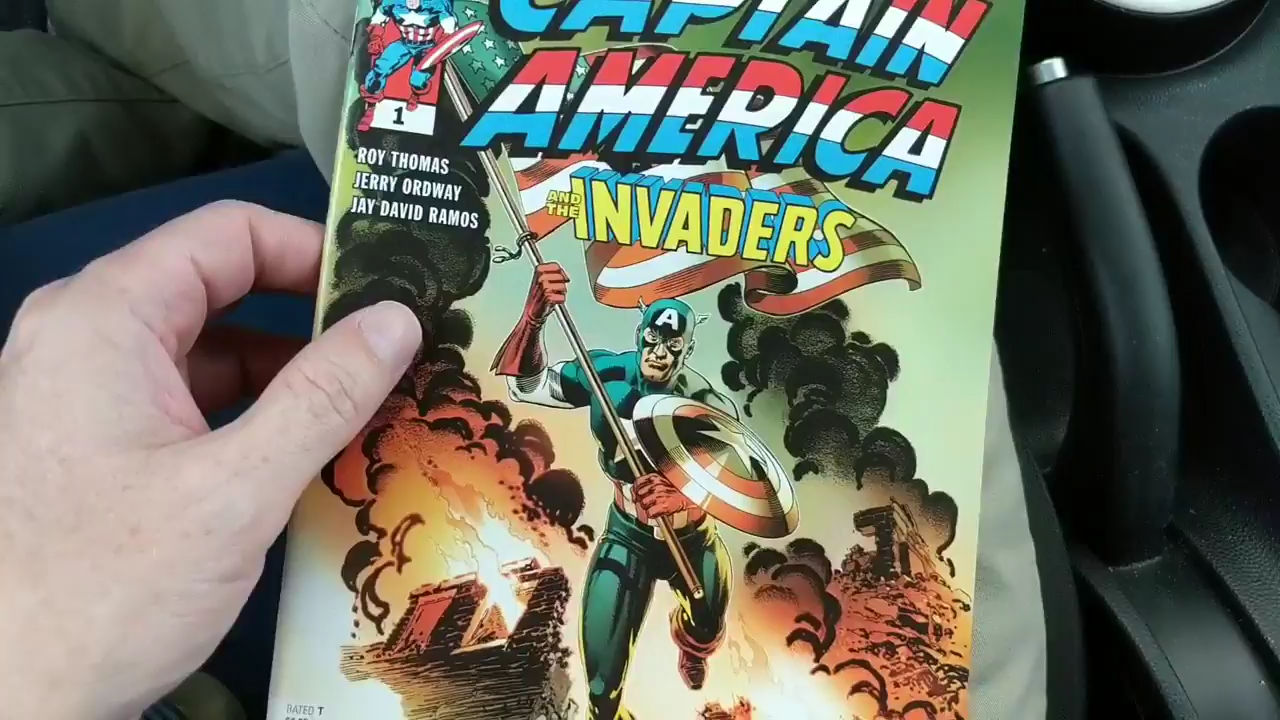 CAPTAIN
AMERICA
AND
THE
INVADERS
1
ROY THOMAS
JERRY ORDWAY
JAY DAVID RAMOS
A
RATED T